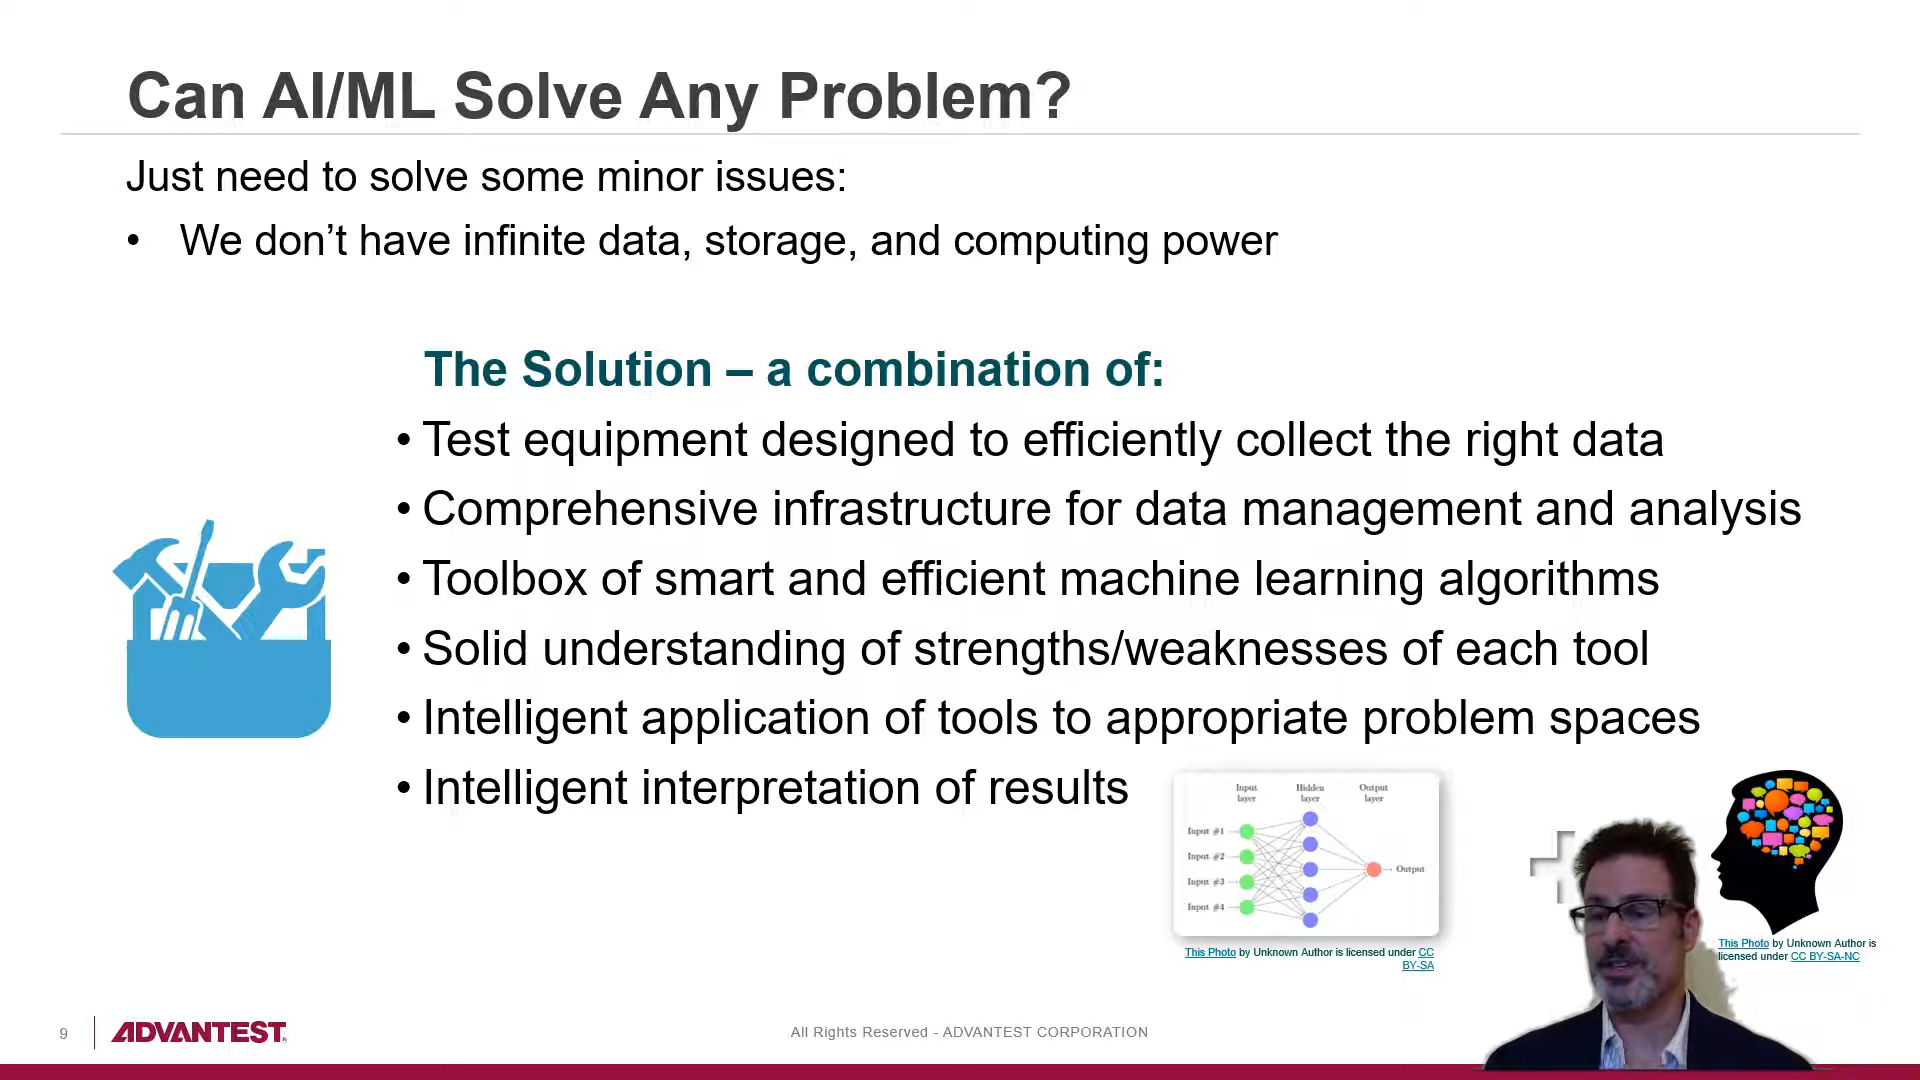 Can AI/ML Solve Any Problem?
Just need to solve some minor issues:
• We don’t have infinite data, storage, and computing power
The Solution – a combination of:
• Test equipment designed to efficiently collect the right data
• Comprehensive infrastructure for data management and analysis
• Toolbox of smart and efficient machine learning algorithms
• Solid understanding of strengths/weaknesses of each tool
• Intelligent application of tools to appropriate problem spaces
• Intelligent interpretation of results
Input layer
Hidden layer
Output layer
Input #1
Input #2
Input #3
Input #4
Output
This Photo by Unknown Author is licensed under CC
BY-SA
This Photo by Unknown Author is
licensed under CC BY-SA-NC
9
ADVANTEST
All Rights Reserved - ADVANTEST CORPORATION